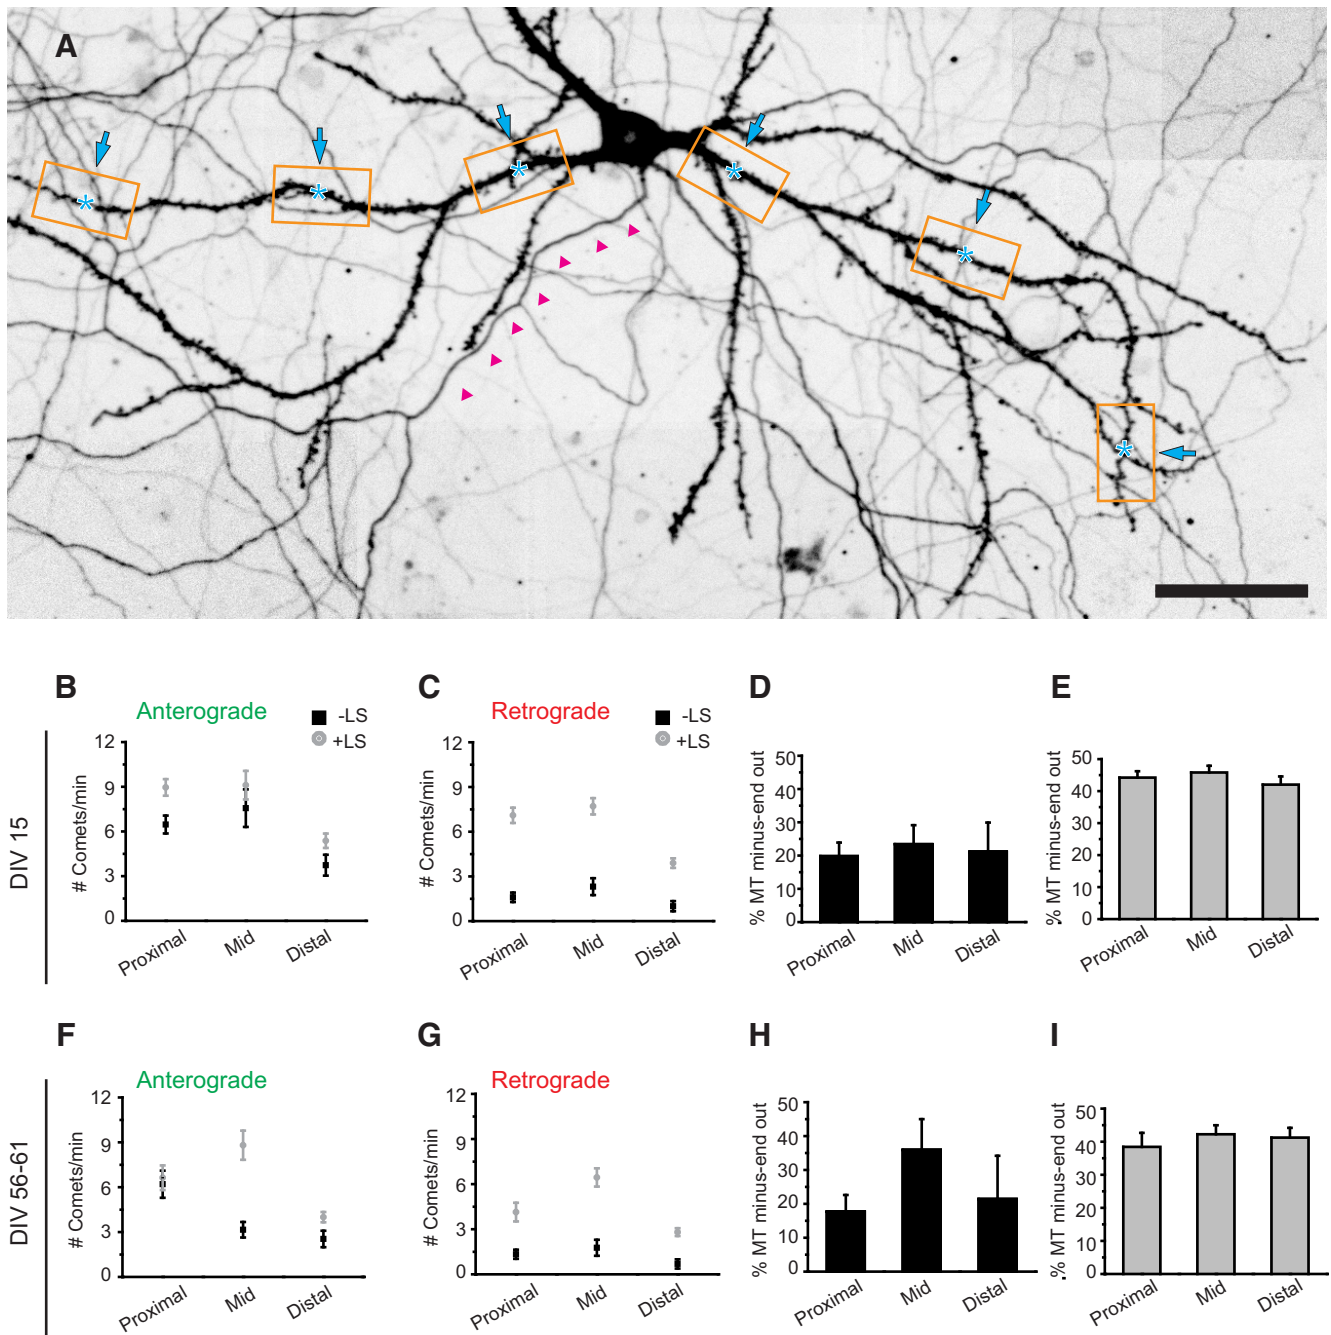 A
B
Anterograde
-LS
+LS
# Comets/min
12
9
6
3
0
Proximal
Mid
Distal
C
Retrograde
-LS
+LS
# Comets/min
12
9
6
3
0
Proximal
Mid
Distal
D
% MT minus-end out
50
40
30
20
10
0
Proximal
Mid
Distal
E
% MT minus-end out
50
40
30
20
10
0
Proximal
Mid
Distal
DIV 15
F
Anterograde
# Comets/min
12
9
6
3
0
Proximal
Mid
Distal
G
Retrograde
# Comets/min
12
9
6
3
0
Proximal
Mid
Distal
H
% MT minus-end out
50
40
30
20
10
0
Proximal
Mid
Distal
I
% MT minus-end out
50
40
30
20
10
0
Proximal
Mid
Distal
DIV 56-61